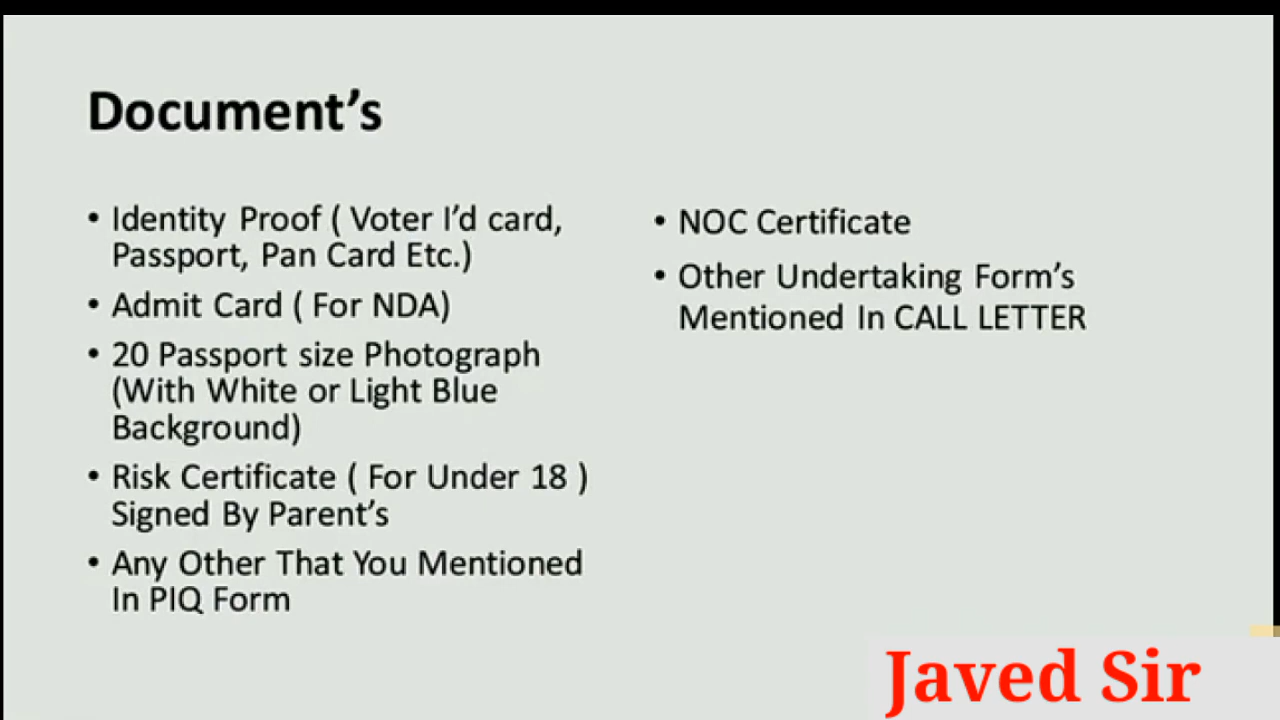 Document’s
• Identity Proof ( Voter I’d card,
Passport, Pan Card Etc.)
• Admit Card ( For NDA)
• 20 Passport size Photograph
(With White or Light Blue
Background)
• Risk Certificate ( For Under 18 )
Signed By Parent’s
• Any Other That You Mentioned
In PIQ Form
• NOC Certificate
• Other Undertaking Form’s
Mentioned In CALL LETTER
Javed Sir